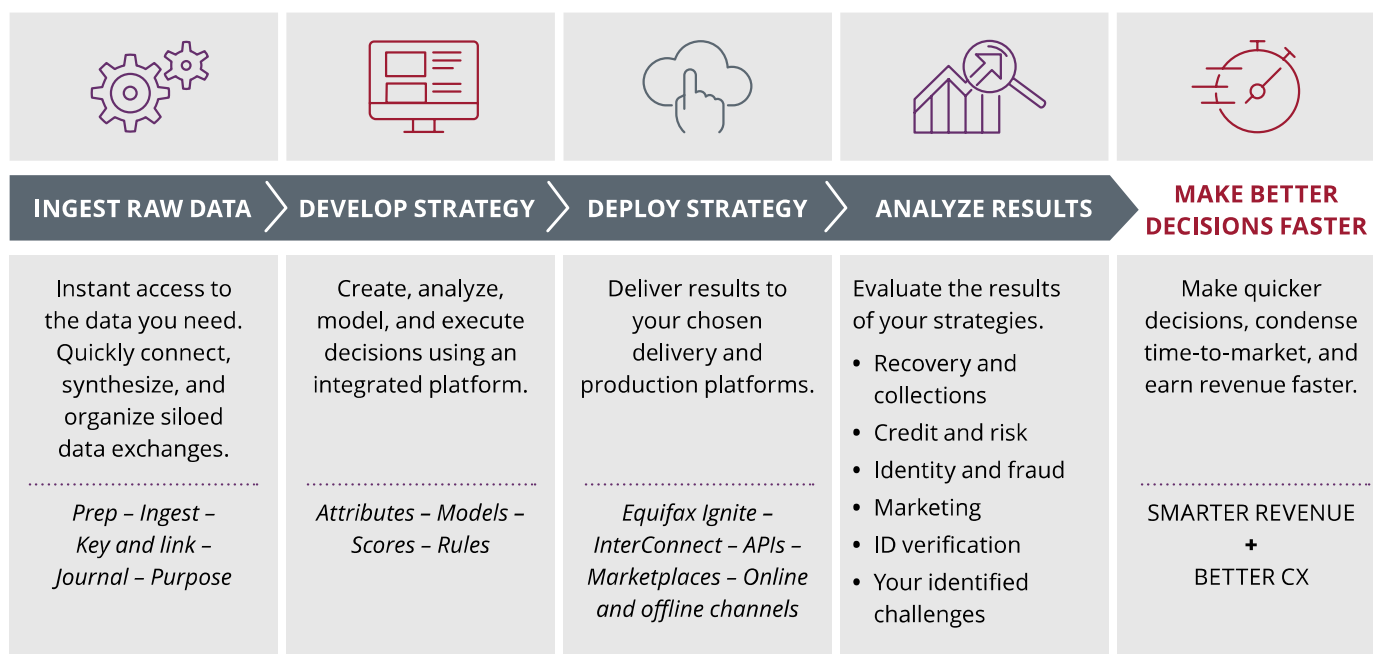 INGEST RAW DATA
DEVELOP STRATEGY
DEPLOY STRATEGY
ANALYZE RESULTS
MAKE BETTER
DECISIONS FASTER
Instant access to
the data you need.
Quickly connect,
synthesize, and
organize siloed
data exchanges.
Prep – Ingest –
Key and link –
Journal – Purpose
Create, analyze,
model, and execute
decisions using an
integrated platform.
Attributes – Models –
Scores – Rules
Deliver results to
your chosen
delivery and
production platforms.
Equifax Ignite –
InterConnect – APIs –
Marketplaces – Online
and offline channels
Evaluate the results
of your strategies.
• Recovery and
collections
• Credit and risk
• Identity and fraud
• Marketing
• ID verification
• Your identified
challenges
Make quicker
decisions, condense
time-to-market, and
earn revenue faster.
SMARTER REVENUE
+
BETTER CX